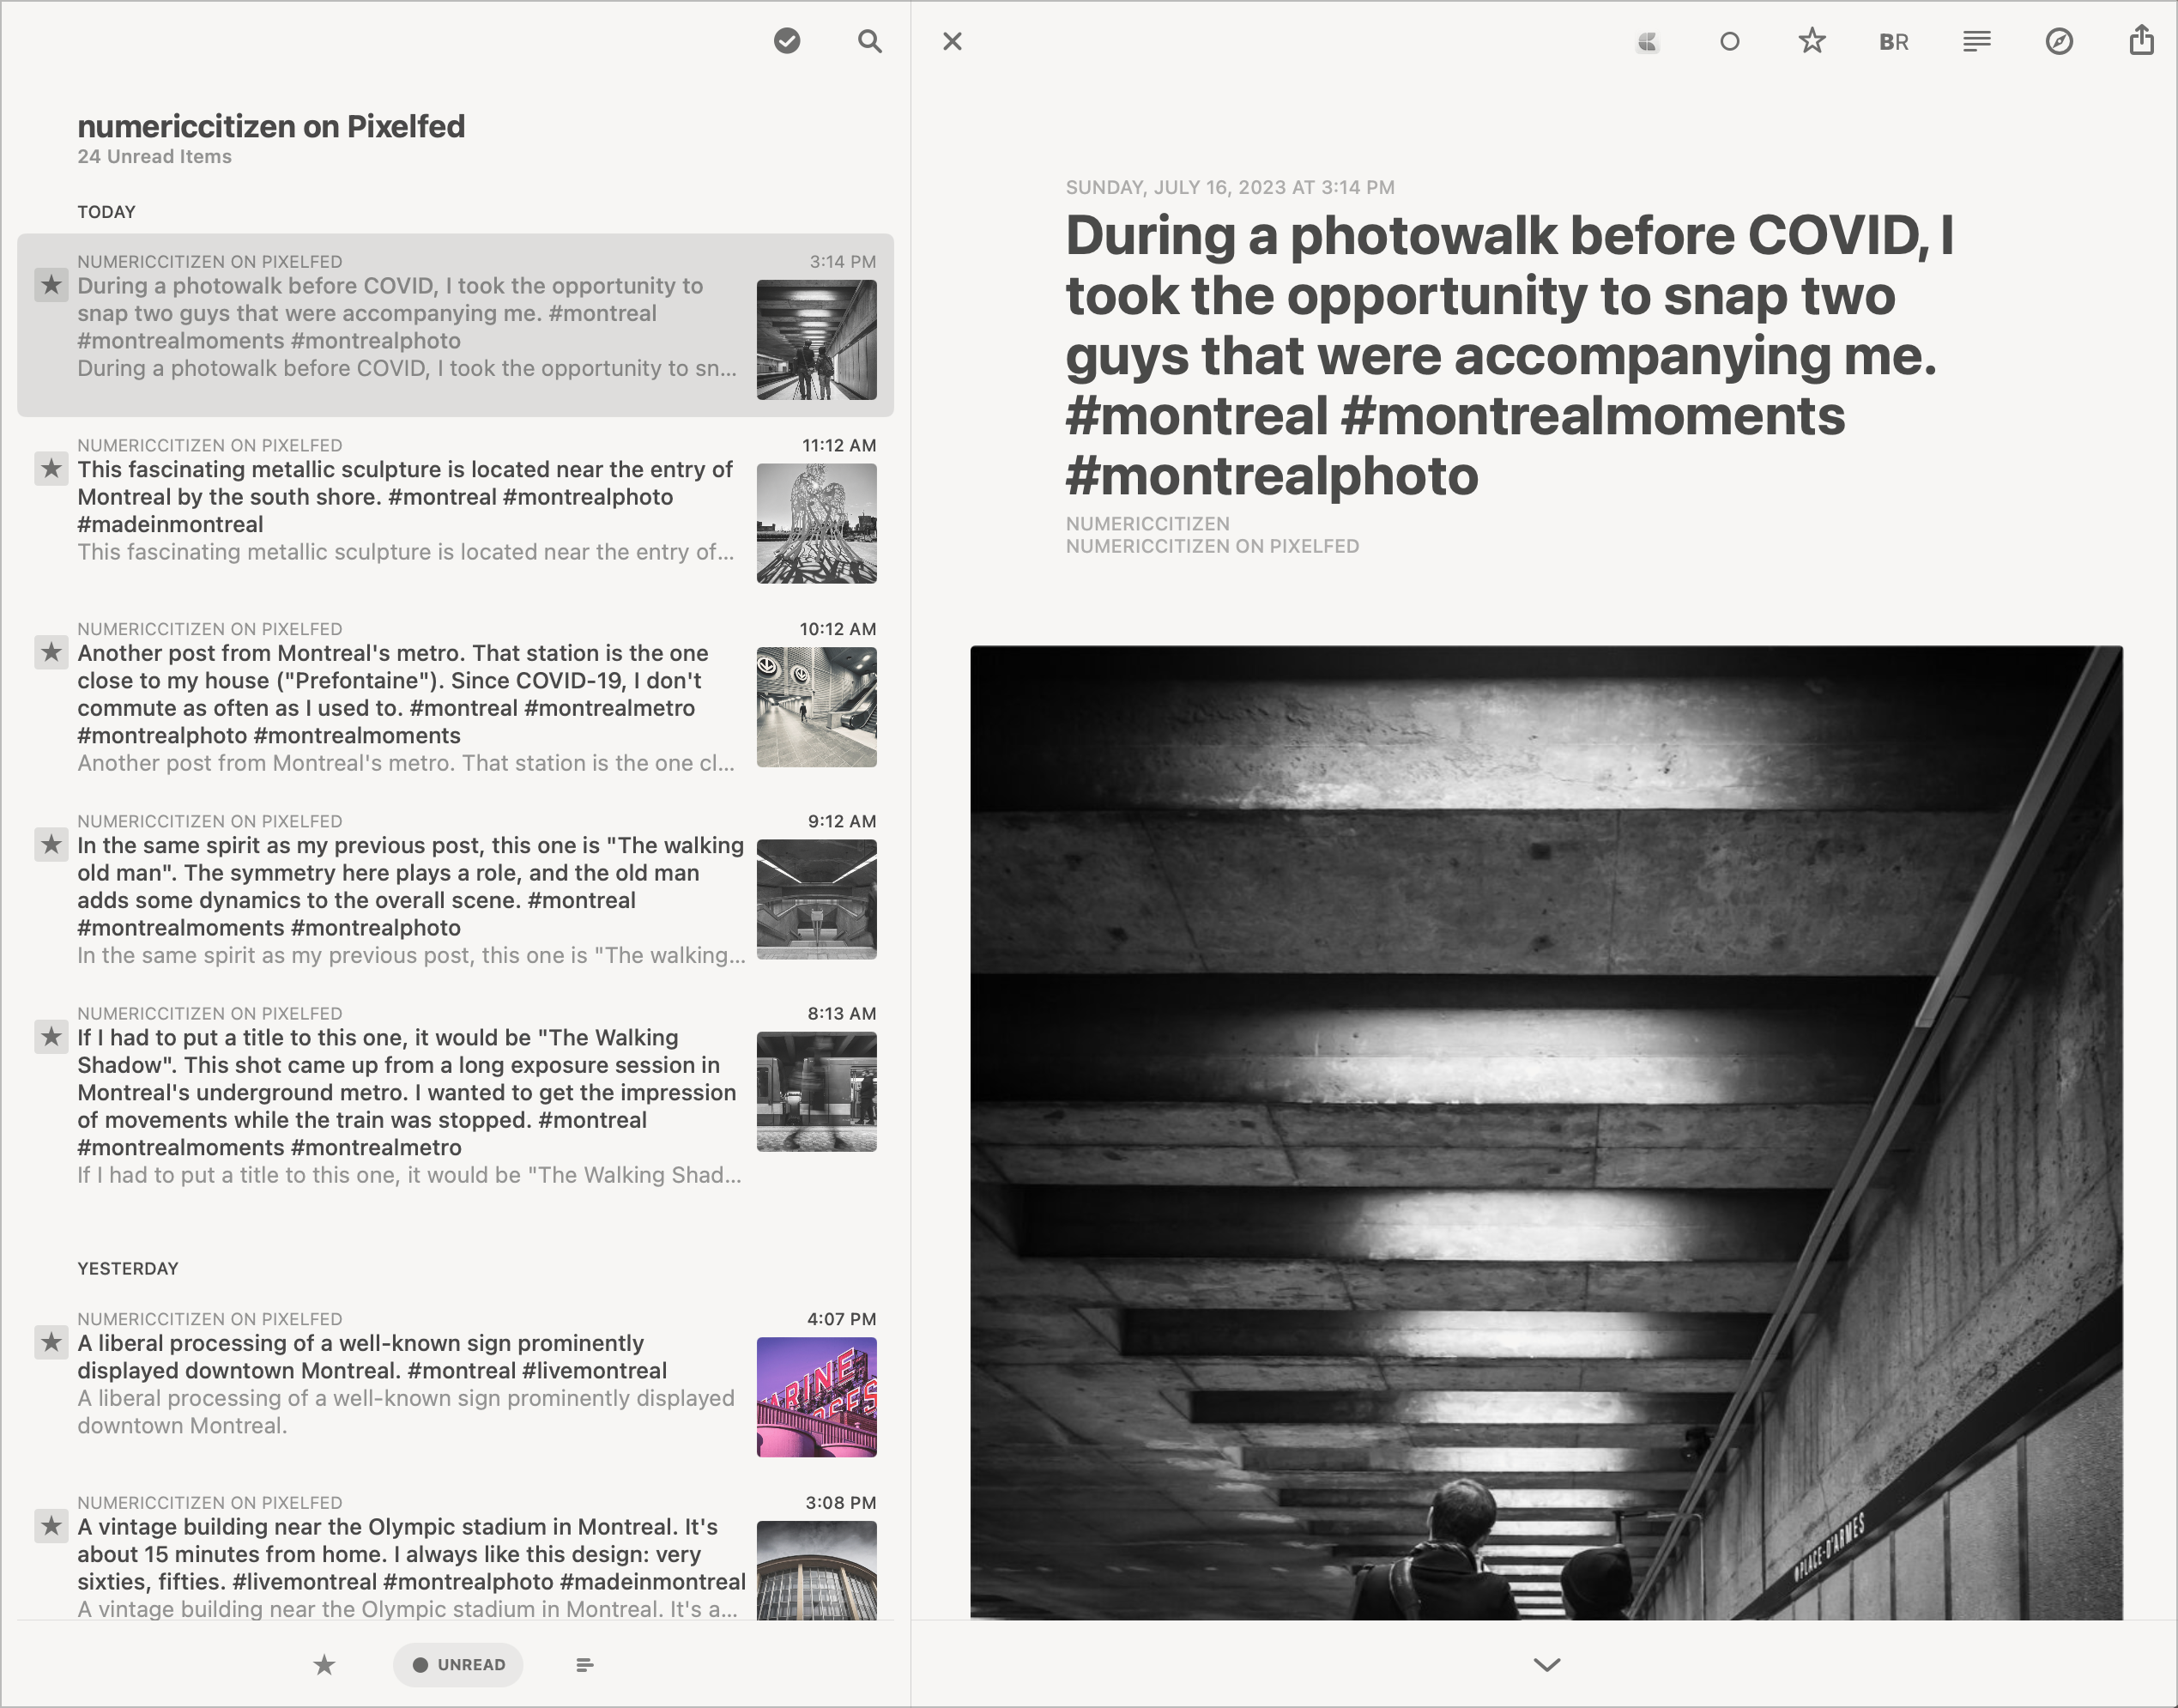 BR
numericcitizen on Pixelfed
24 Unread Items
TODAY
NUMERICCITIZEN ON PIXELFED
3:14 PM
During a photowalk before COVID, I took the opportunity to
snap two guys that were accompanying me. #montreal
#montrealmoments #montrealphoto
During a photowalk before COVID, I took the opportunity to sn...
NUMERICCITIZEN ON PIXELFED
11:12 AM
This fascinating metallic sculpture is located near the entry of
Montreal by the south shore. #montreal #montrealphoto
#madeinmontreal
This fascinating metallic sculpture is located near the entry of...
NUMERICCITIZEN ON PIXELFED
10:12 AM
Another post from Montreal's metro. That station is the one
close to my house ("Prefontaine"). Since COVID-19, I don't
commute as often as I used to. #montreal #montrealmetro
#montrealphoto #montrealmoments
Another post from Montreal's metro. That station is the one cl...
NUMERICCITIZEN ON PIXELFED
9:12 AM
In the same spirit as my previous post, this one is "The walking
old man". The symmetry here plays a role, and the old man
adds some dynamics to the overall scene. #montreal
#montrealmoments #montrealphoto
In the same spirit as my previous post, this one is "The walking...
NUMERICCITIZEN ON PIXELFED
8:13 AM
If I had to put a title to this one, it would be "The Walking
Shadow". This shot came up from a long exposure session in
Montreal's underground metro. I wanted to get the impression
of movements while the train was stopped. #montreal
#montrealmoments #montrealmetro
If I had to put a title to this one, it would be "The Walking Shad...
YESTERDAY
NUMERICCITIZEN ON PIXELFED
4:07 PM
A liberal processing of a well-known sign prominently
displayed downtown Montreal. #montreal #livemontreal
A liberal processing of a well-known sign prominently displayed
downtown Montreal.
ARINE
OSES
NUMERICCITIZEN ON PIXELFED
3:08 PM
A vintage building near the Olympic stadium in Montreal. It's
about 15 minutes from home. I always like this design: very
sixties, fifties. #livemontreal #montrealphoto #madeinmontreal
A vintage building near the Olympic stadium in Montreal. It's a...
UNREAD
SUNDAY, JULY 16, 2023 AT 3:14 PM
During a photowalk before COVID, I
took the opportunity to snap two
guys that were accompanying me.
#montreal #montrealmoments
#montrealphoto
NUMERICCITIZEN
NUMERICCITIZEN ON PIXELFED
PLACE-D'ARMES